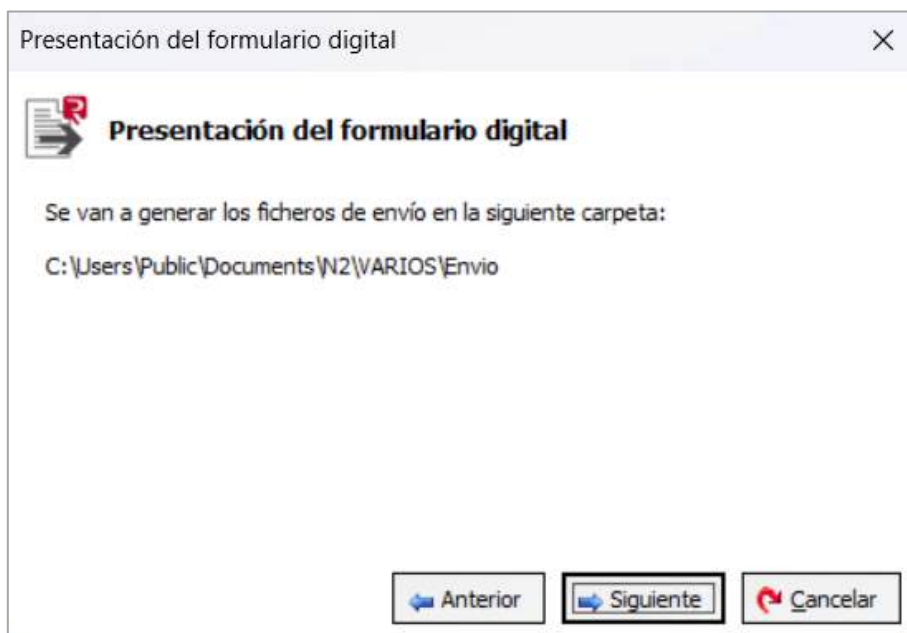 Presentación del formulario digital
Presentación del formulario digital
Se van a generar los ficheros de envío en la siguiente carpeta:
C:\Users\Public\Documents\N2\VARIOS\Envio
Anterior Siguiente Cancelar